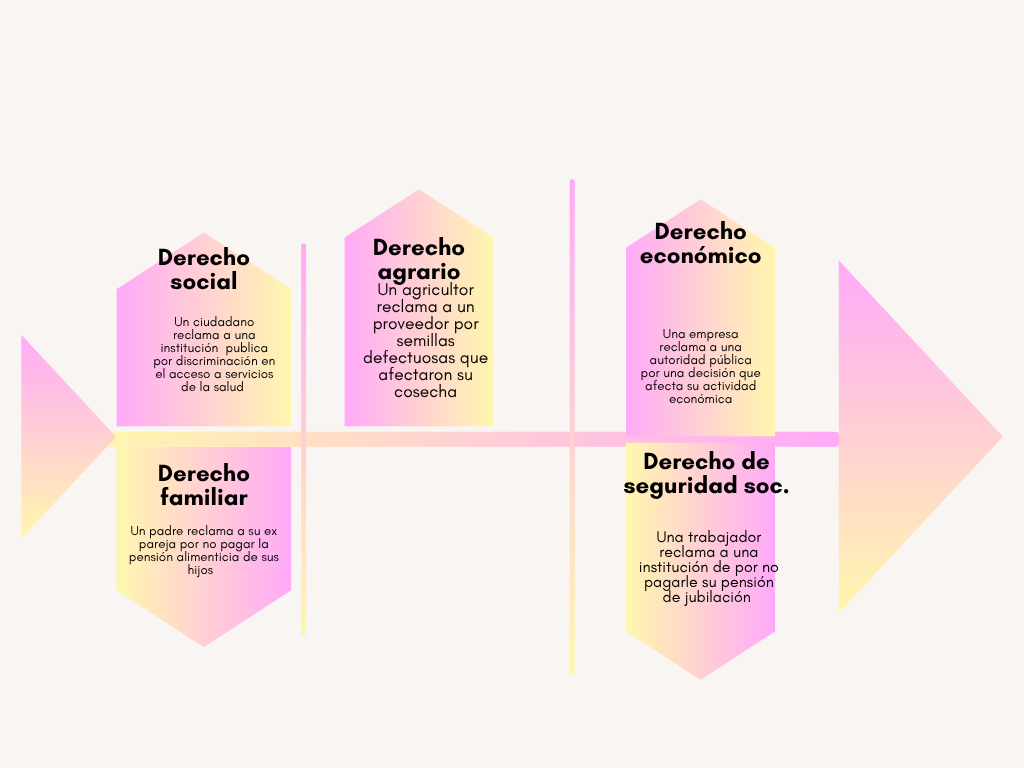 Derecho
social
Un ciudadano
reclama a una
institución publica
por discriminación en
el acceso a servicios
de la salud
Derecho
agrario
Un agricultor
reclama a un
proveedor por
semillas
defectuosas que
afectaron su
cosecha
Derecho
económico
Una empresa
reclama a una
autoridad pública
por una decisión que
afecta su actividad
económica
Derecho
familiar
Un padre reclama a su ex
pareja por no pagar la
pensión alimenticia de sus
hijos
Derecho de
seguridad soc.
Una trabajador
reclama a una
institución de por no
pagarle su pensión
de jubilación